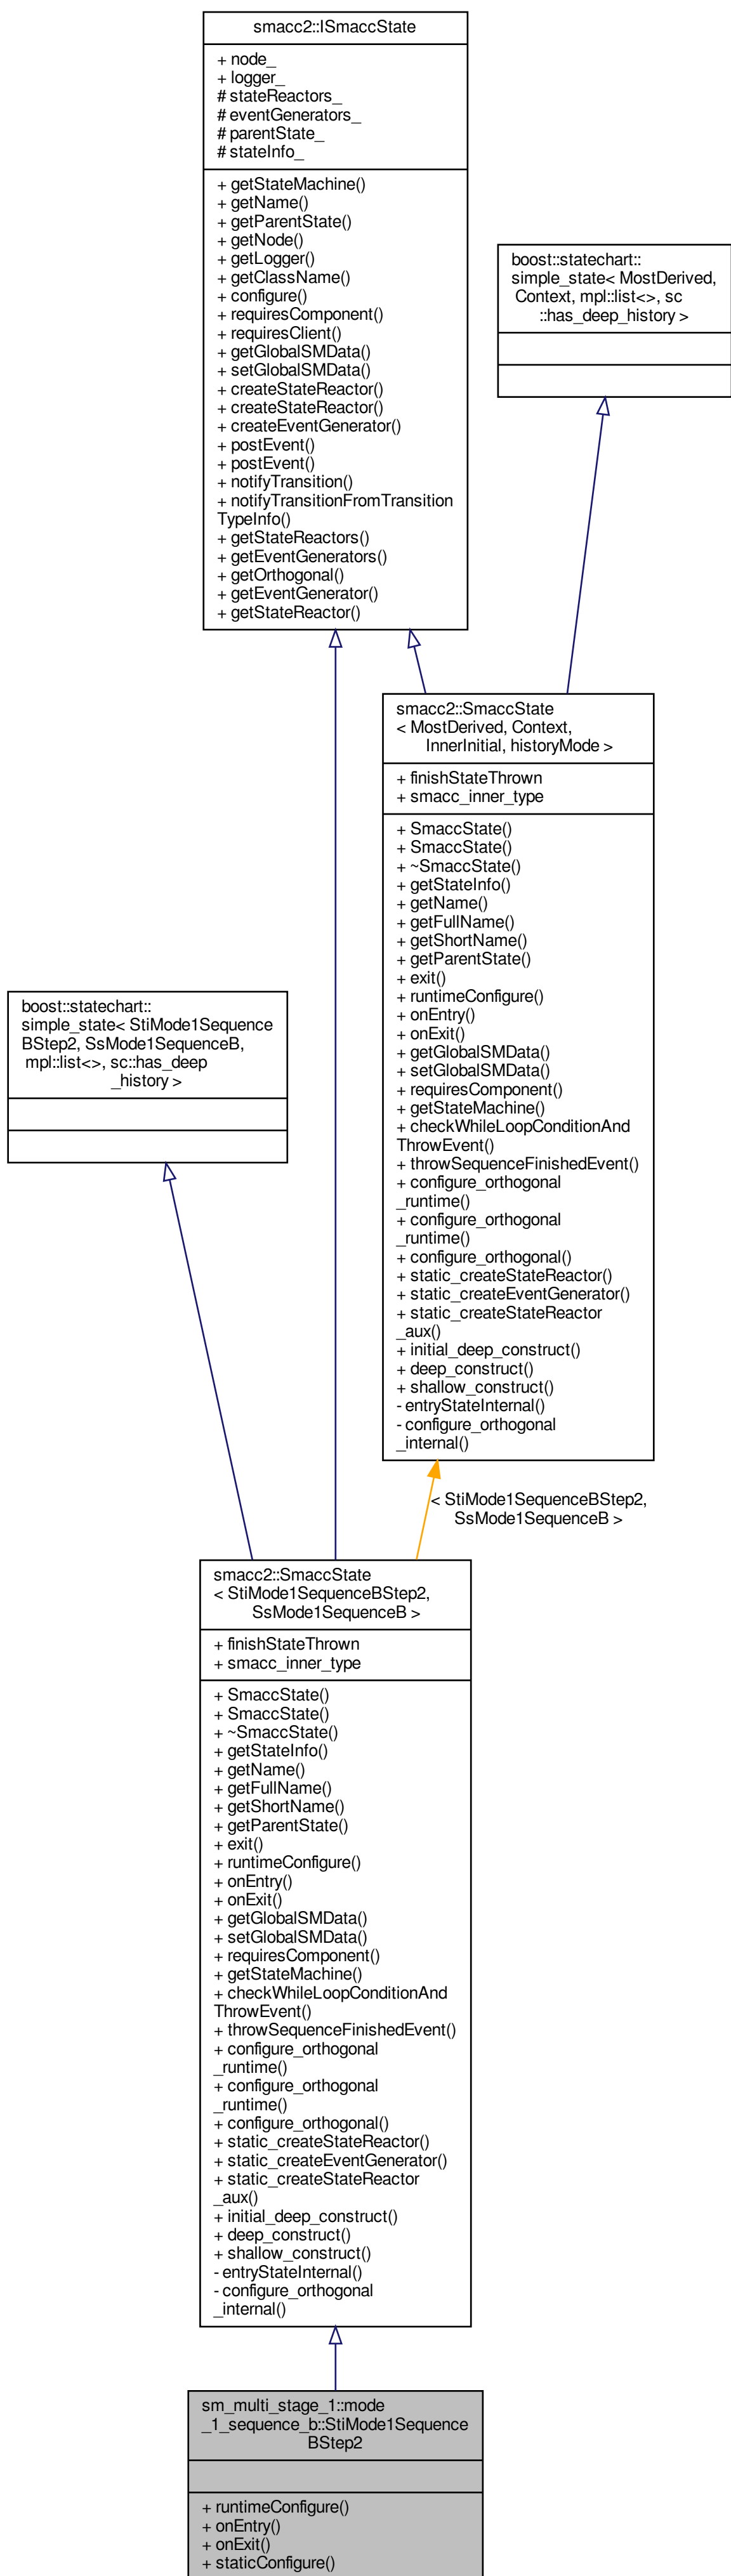 smacc2::ISmaccState
+ node_
+ logger_
# stateReactors_
# eventGenerators_
# parentState_
# stateInfo_
+ getStateMachine()
+ getName()
+ getParentState()
+ getNode()
+ getLogger()
+ getClassName()
+ configure()
+ requiresComponent()
+ requiresClient()
+ getGlobalSMData()
+ setGlobalSMData()
+ createStateReactor()
+ createStateReactor()
+ createEventGenerator()
+ postEvent()
+ postEvent()
+ notifyTransition()
+ notifyTransitionFromTransition
TypeInfo()
+ getStateReactors()
+ getEventGenerators()
+ getOrthogonal()
+ getEventGenerator()
+ getStateReactor()
boost::statechart::
simple_state< MostDerived,
Context, mpl::list<>, sc
::has_deep_history >
smacc2::SmaccState
< MostDerived, Context,
InnerInitial, historyMode >
+ finishStateThrown
+ smacc_inner_type
+ SmaccState()
+ SmaccState()
+ ~SmaccState()
+ getStateInfo()
+ getName()
+ getFullName()
+ getShortName()
+ getParentState()
+ exit()
+ runtimeConfigure()
+ onEntry()
+ onExit()
+ getGlobalSMData()
+ setGlobalSMData()
+ requiresComponent()
+ getStateMachine()
+ checkWhileLoopConditionAnd
ThrowEvent()
+ throwSequenceFinishedEvent()
+ configure_orthogonal
_runtime()
+ configure_orthogonal
_runtime()
+ configure_orthogonal()
+ static_createStateReactor()
+ static_createEventGenerator()
+ static_createStateReactor
_aux()
+ initial_deep_construct()
+ deep_construct()
+ shallow_construct()
- entryStateInternal()
- configure_orthogonal
_internal()
boost::statechart::
simple_state< StiMode1Sequence
BStep2, SsMode1SequenceB,
mpl::list<>, sc::has_deep
_history >
< StiMode1SequenceBStep2,
SsMode1SequenceB >
smacc2::SmaccState
< StiMode1SequenceBStep2,
SsMode1SequenceB >
+ finishStateThrown
+ smacc_inner_type
+ SmaccState()
+ SmaccState()
+ ~SmaccState()
+ getStateInfo()
+ getName()
+ getFullName()
+ getShortName()
+ getParentState()
+ exit()
+ runtimeConfigure()
+ onEntry()
+ onExit()
+ getGlobalSMData()
+ setGlobalSMData()
+ requiresComponent()
+ getStateMachine()
+ checkWhileLoopConditionAnd
ThrowEvent()
+ throwSequenceFinishedEvent()
+ configure_orthogonal
_runtime()
+ configure_orthogonal
_runtime()
+ configure_orthogonal()
+ static_createStateReactor()
+ static_createEventGenerator()
+ static_createStateReactor
_aux()
+ initial_deep_construct()
+ deep_construct()
+ shallow_construct()
- entryStateInternal()
- configure_orthogonal
_internal()
sm_multi_stage_1::mode
_1_sequence_b::StiMode1Sequence
BStep2
+ runtimeConfigure()
+ onEntry()
+ onExit()
+ staticConfigure()